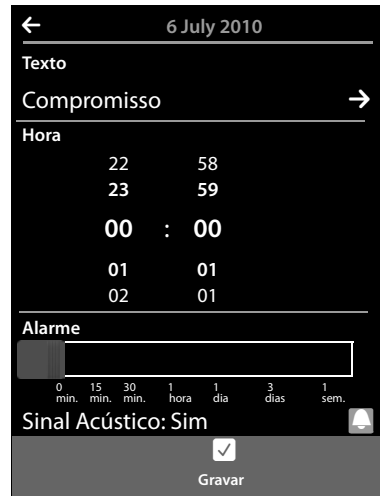 6 July 2010
Texto
Compromisso
Hora
22 58
23 59
00 : 00
01 01
02 01
Alarme
0 min. 15 min. 30 min. 1 hora 1 dia 3 dias 1 sem.
Sinal Acústico: Sim
Gravar